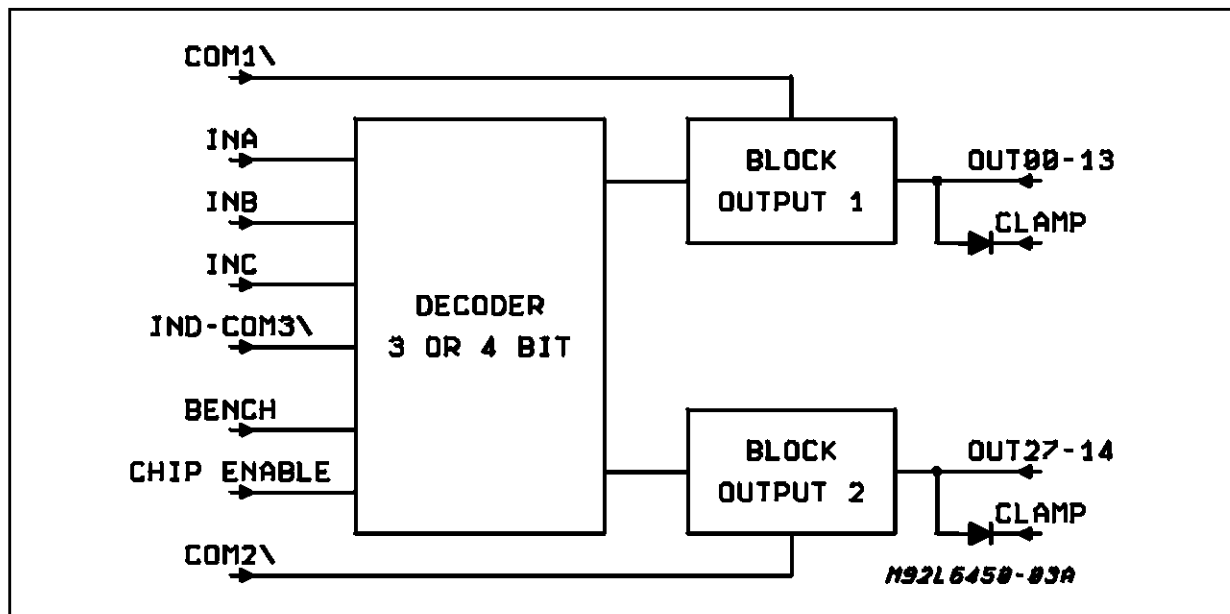 COM1\
INA
INB
INC
IND-COM3\
BENCH
CHIP ENABLE
COM2\
DECODER
3 OR 4 BIT
BLOCK
OUTPUT 1
OUT00-13
CLAMP
BLOCK
OUTPUT 2
OUT27-14
CLAMP
M92L6450-03A